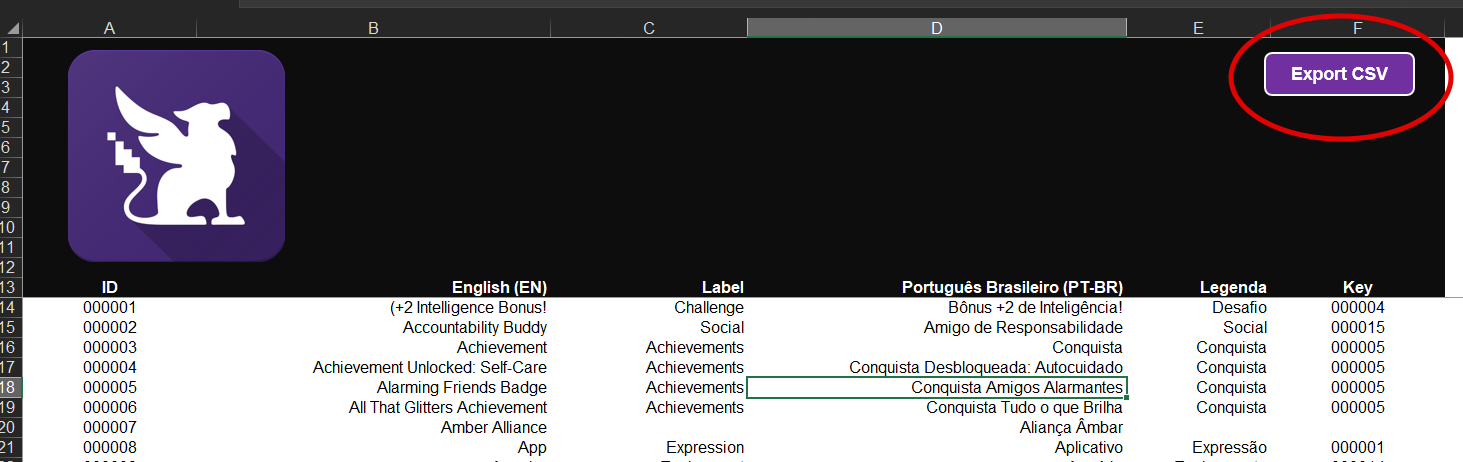 A B C D E F
1
2 Export CSV
3
4
5
6
7
8
9
10
11
12
13 ID English (EN) Label Português Brasileiro (PT-BR) Legenda Key
14 000001 (+2 Intelligence Bonus! Challenge Bônus +2 de Inteligência! Desafio 000004
15 000002 Accountability Buddy Social Amigo de Responsabilidade Social 000015
16 000003 Achievement Achievements Conquista Conquista 000005
17 000004 Achievement Unlocked: Self-Care Achievements Conquista Desbloqueada: Autocuidado Conquista 000005
18 000005 Alarming Friends Badge Achievements Conquista Amigos Alarmantes Conquista 000005
19 000006 All That Glitters Achievement Achievements Conquista Tudo o que Brilha Conquista 000005
20 000007 Amber Alliance Aliança Âmbar
21 000008 App Expression Aplicativo Expressão 000001